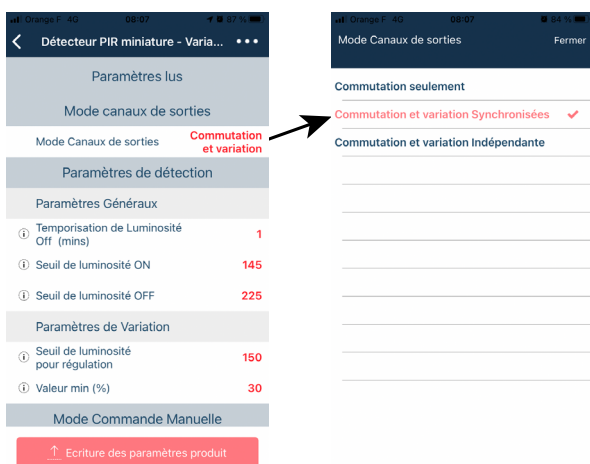 Orange F 4G 08:07 87 %
Détecteur PIR miniature - Varia... •••
Paramètres lus
Mode canaux de sorties
Mode Canaux de sorties Commutation
et variation
Paramètres de détection
Paramètres Généraux
Temporisation de Luminosité
Off (mins) 1
Seuil de luminosité ON 145
Seuil de luminosité OFF 225
Paramètres de Variation
Seuil de luminosité
pour régulation 150
Valeur min (%) 30
Mode Commande Manuelle
Ecriture des paramètres produit
Orange F 4G 08:07 84 %
Mode Canaux de sorties Fermer
Commutation seulement
Commutation et variation Synchronisées
Commutation et variation Indépendante